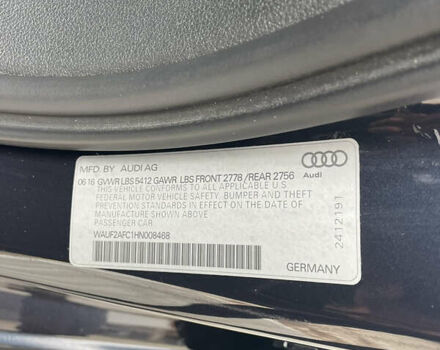 MFD. BY AUDI AG
06 16 GVWR LBS 5412 GAWR LBS FRONT 2778 / REAR 2756
THIS VEHICLE CONFORMS TO ALL APPLICABLE U S
FEDERAL MOTOR VEHICLE SAFETY, BUMPER AND THEFT
PREVENTION STANDARDS IN EFFECT ON THE DATE OF
MANUFACTURE SHOWN ABOVE.
PASSENGER CAR
WAUF2AFC1HN008468
Audi
2412191
GERMANY